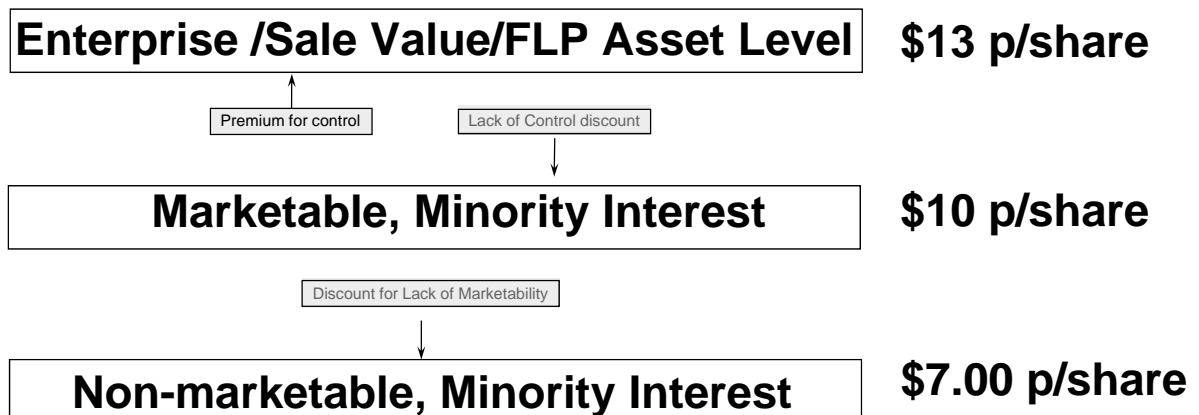 Enterprise /Sale Value/FLP Asset Level $13 p/share
Premium for control Lack of Control discount
Marketable, Minority Interest $10 p/share
Discount for Lack of Marketability
Non-marketable, Minority Interest $7.00 p/share